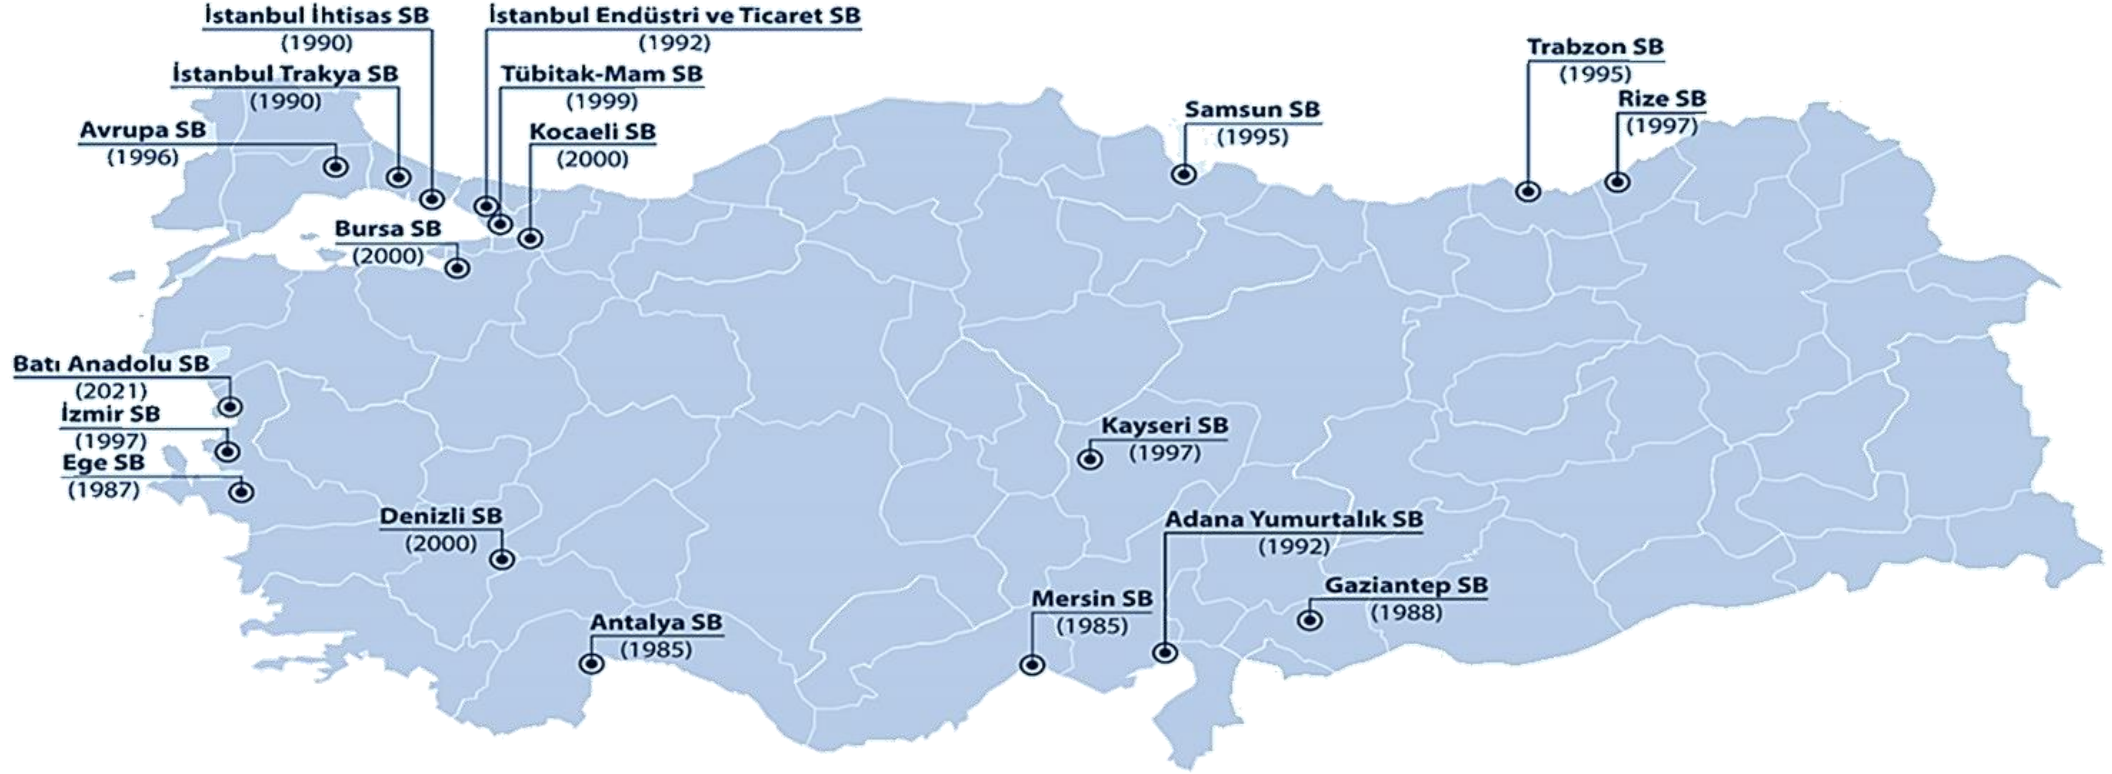 İstanbul İhtisas SB
(1990)
İstanbul Endüstri ve Ticaret SB
(1992)
İstanbul Trakya SB
(1990)
Tübitak-Mam SB
(1999)
Avrupa SB
(1996)
Kocaeli SB
(2000)
Bursa SB
(2000)
Samsun SB
(1995)
Trabzon SB
(1995)
Rize SB
(1997)
Batı Anadolu SB
(2021)
İzmir SB
(1997)
Ege SB
(1987)
Kayseri SB
(1997)
Denizli SB
(2000)
Adana Yumurtalık SB
(1992)
Gaziantep SB
(1988)
Mersin SB
(1985)
Antalya SB
(1985)